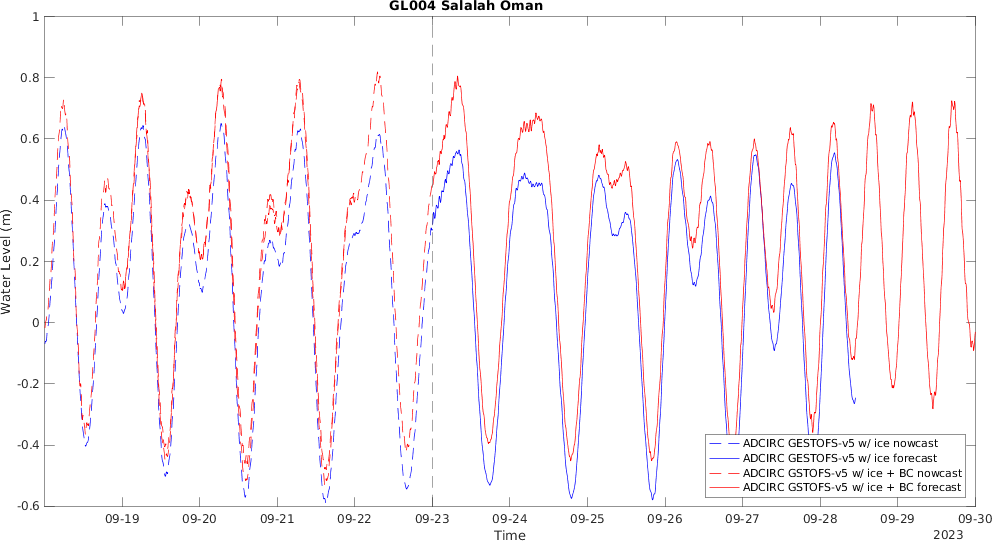 GL004 Salalah Oman
1
0.8
0.6
0.4
0.2
0
-0.2
-0.4
-0.6
Water Level (m)
ADCIRC GESTOFS-v5 w/ ice nowcast
ADCIRC GESTOFS-v5 w/ ice forecast
ADCIRC GSTOFS-v5 w/ ice + BC nowcast
ADCIRC GSTOFS-v5 w/ ice + BC forecast
09-19 09-20 09-21 09-22 09-23 09-24 09-25 09-26 09-27 09-28 09-29 09-30
Time
2023